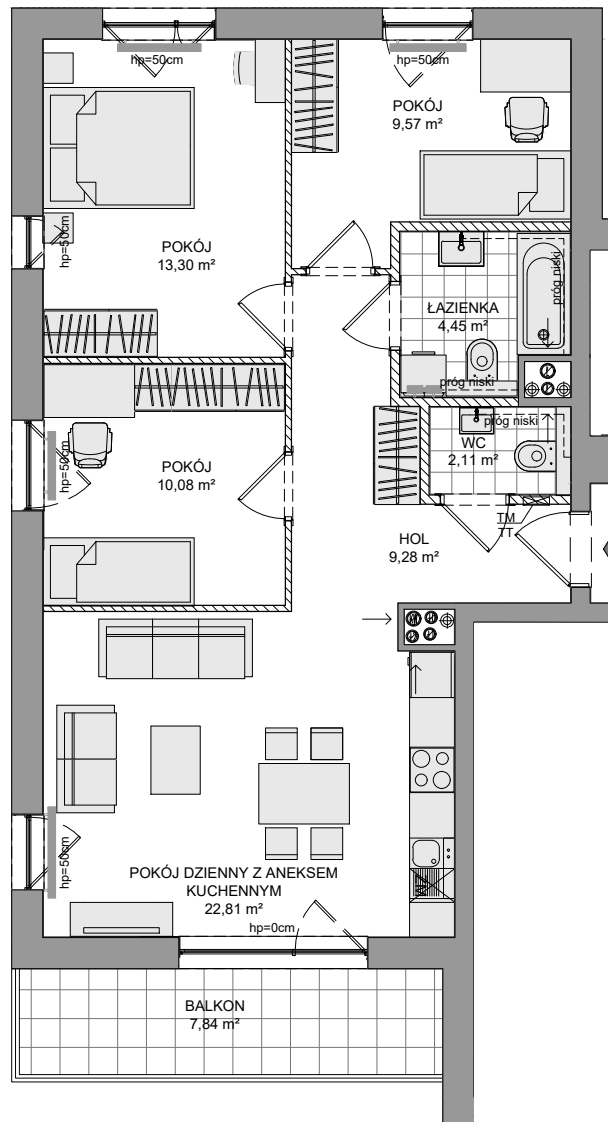 hp=50cm
hp=50cm
POKÓJ
9,57 m²
hp=50cm
POKÓJ
13,30 m²
próg niski
ŁAZIENKA
4,45 m²
próg niski
próg niski
WC
2,11 m²
hp=50cm
POKÓJ
10,08 m²
TM
TT
HOL
9,28 m²
hp=50cm
POKÓJ DZIENNY Z ANEKSEM
KUCHENNYM
22,81 m²
hp=0cm
BALKON
7,84 m²